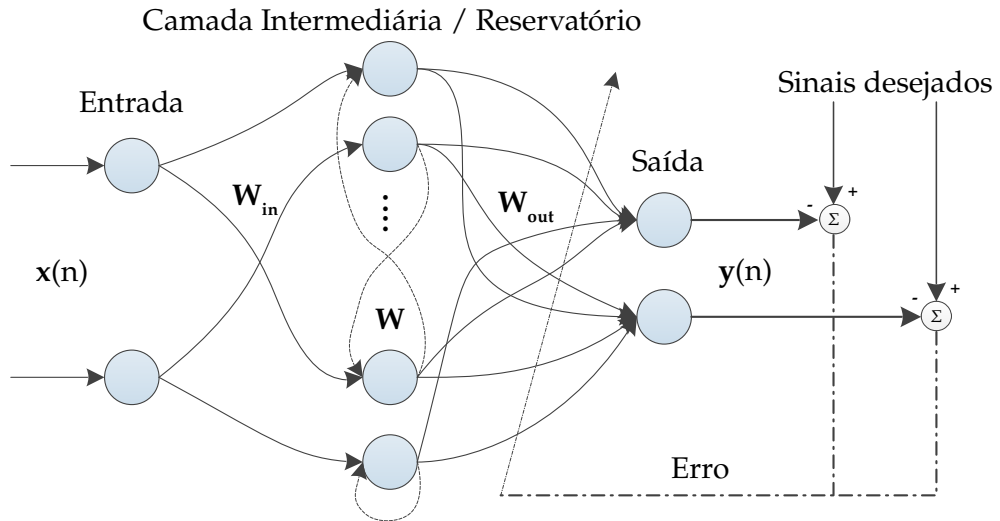 Camada Intermediária / Reservatório
Sinais desejados
Entrada
Saída
W_in
W_out
- +
Σ
x(n)
y(n)
- +
Σ
W
Erro